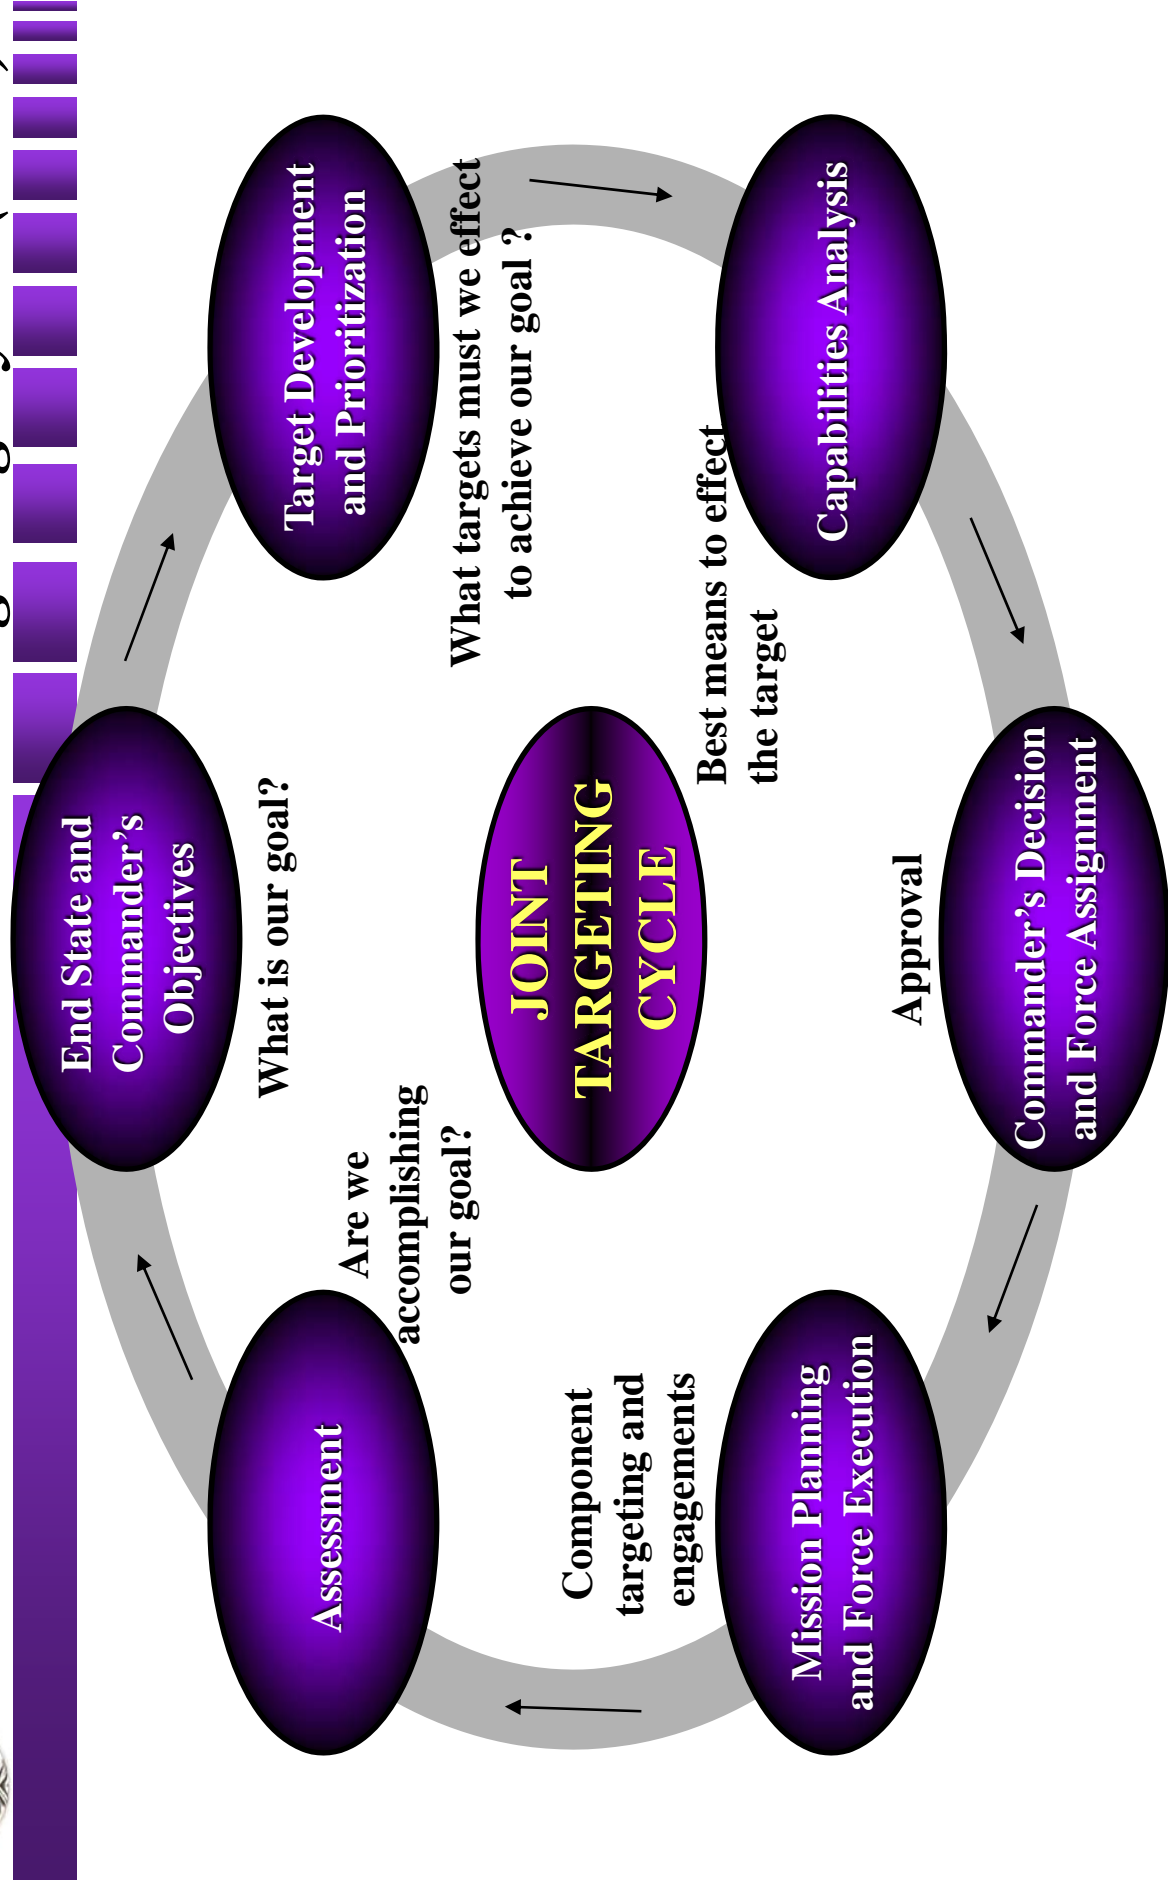 End State and
Commander’s
Objectives
What is our goal?
Target Development
and Prioritization
What targets must we effect
to achieve our goal ?
Capabilities Analysis
Best means to effect
the target
Commander’s Decision
and Force Assignment
Approval
Mission Planning
and Force Execution
Component
targeting and
engagements
Assessment
Are we
accomplishing
our goal?
JOINT
TARGETING
CYCLE